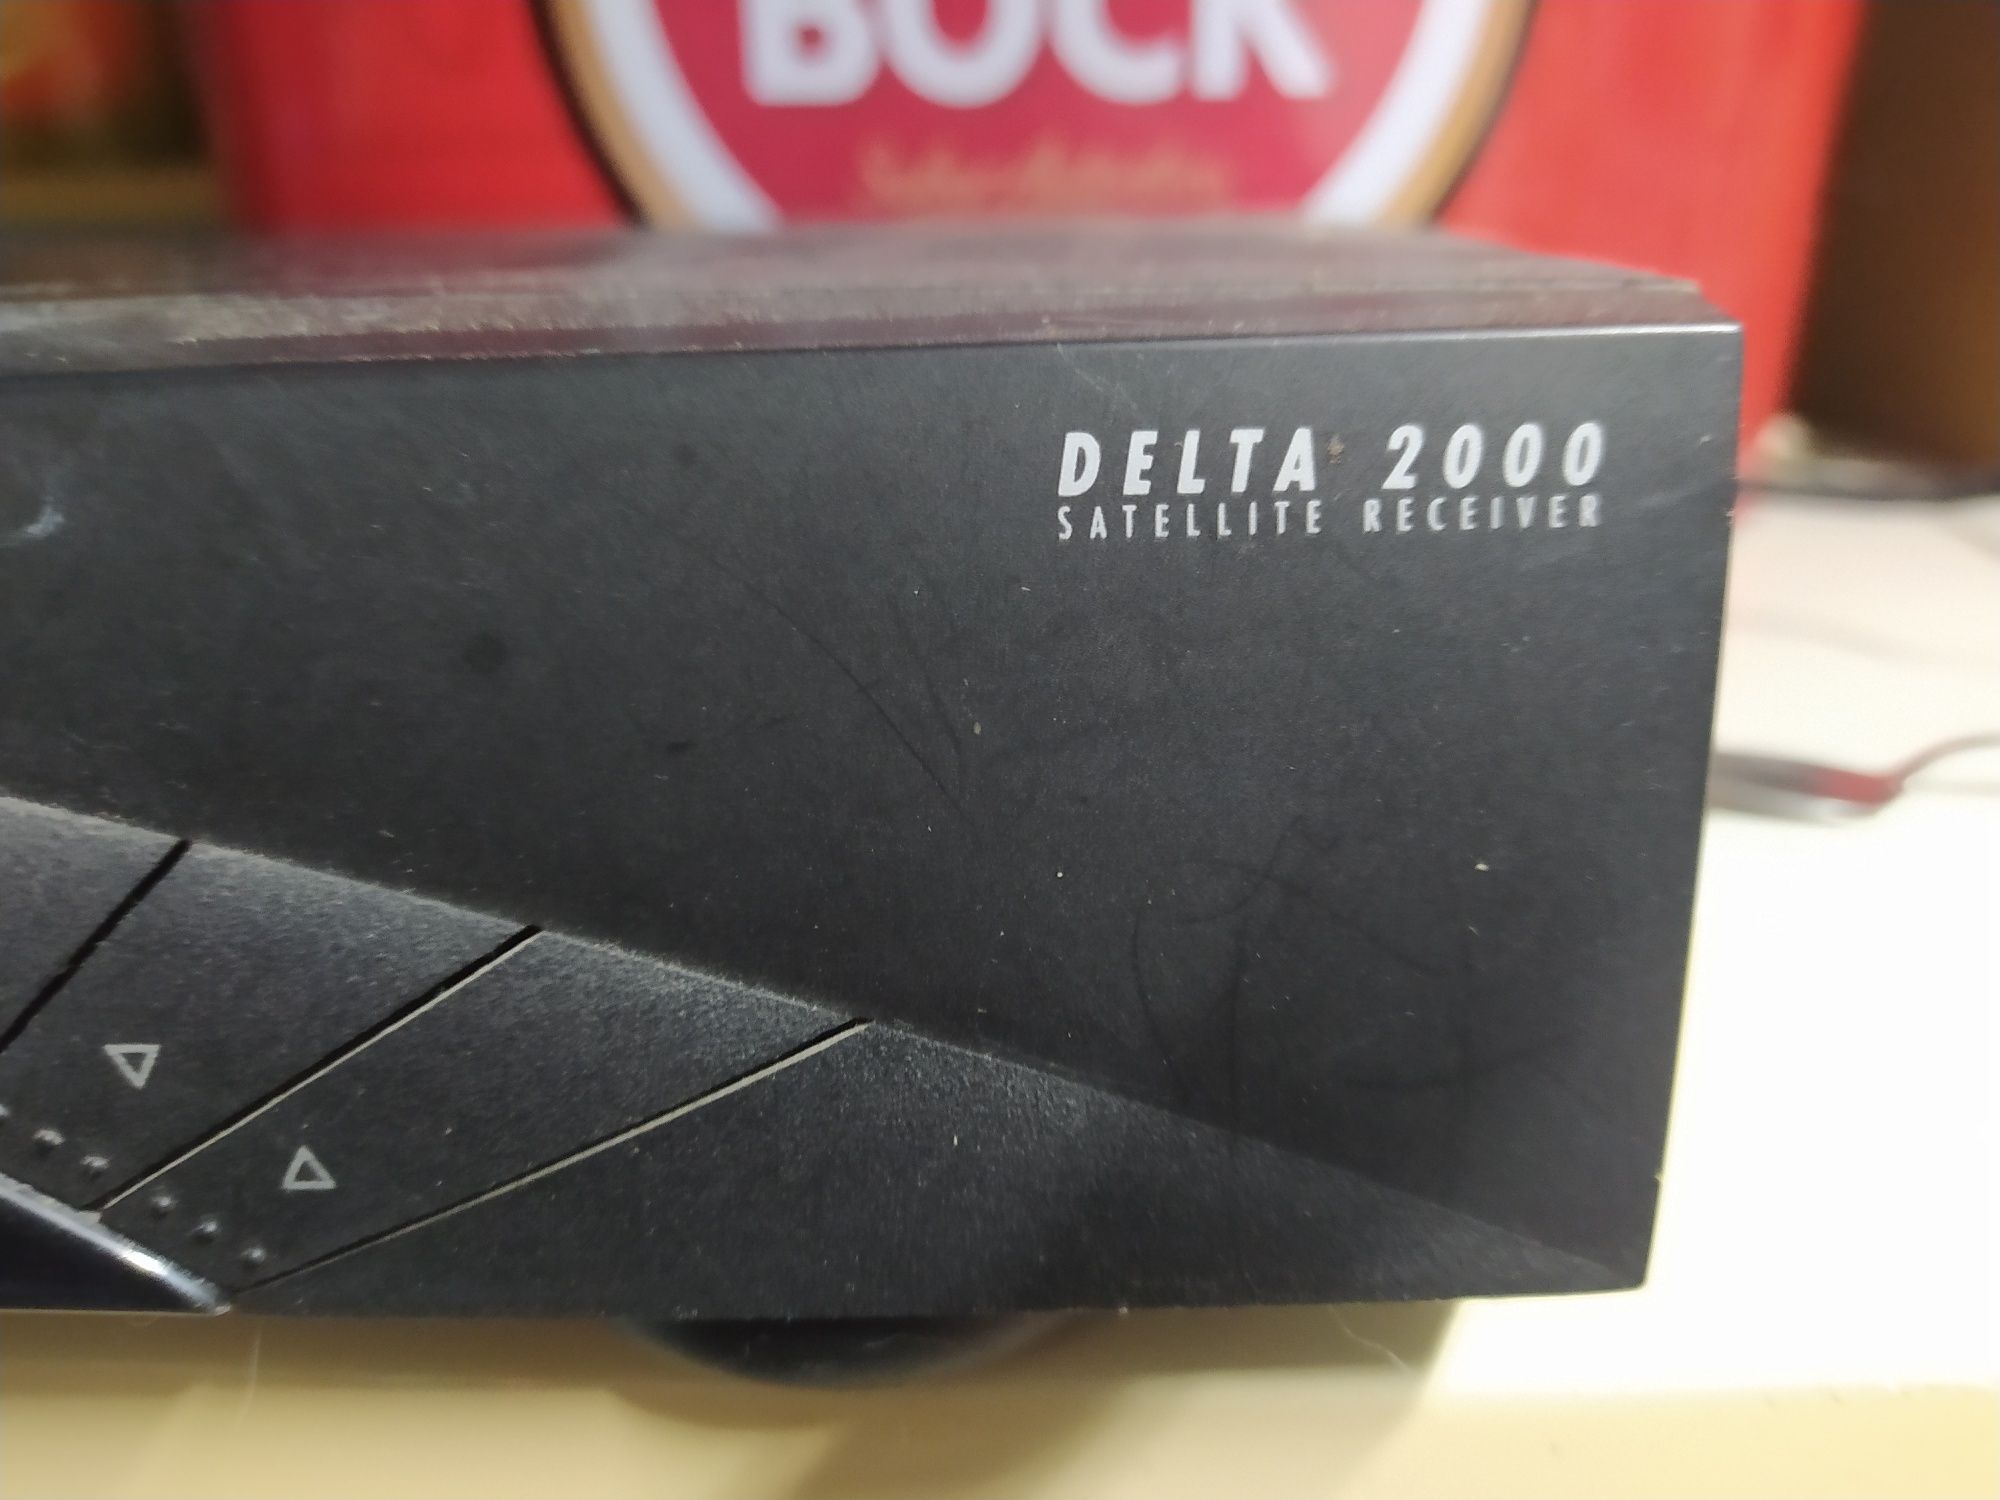 BOCK
DELTA 2000
SATELLITE RECEIVER